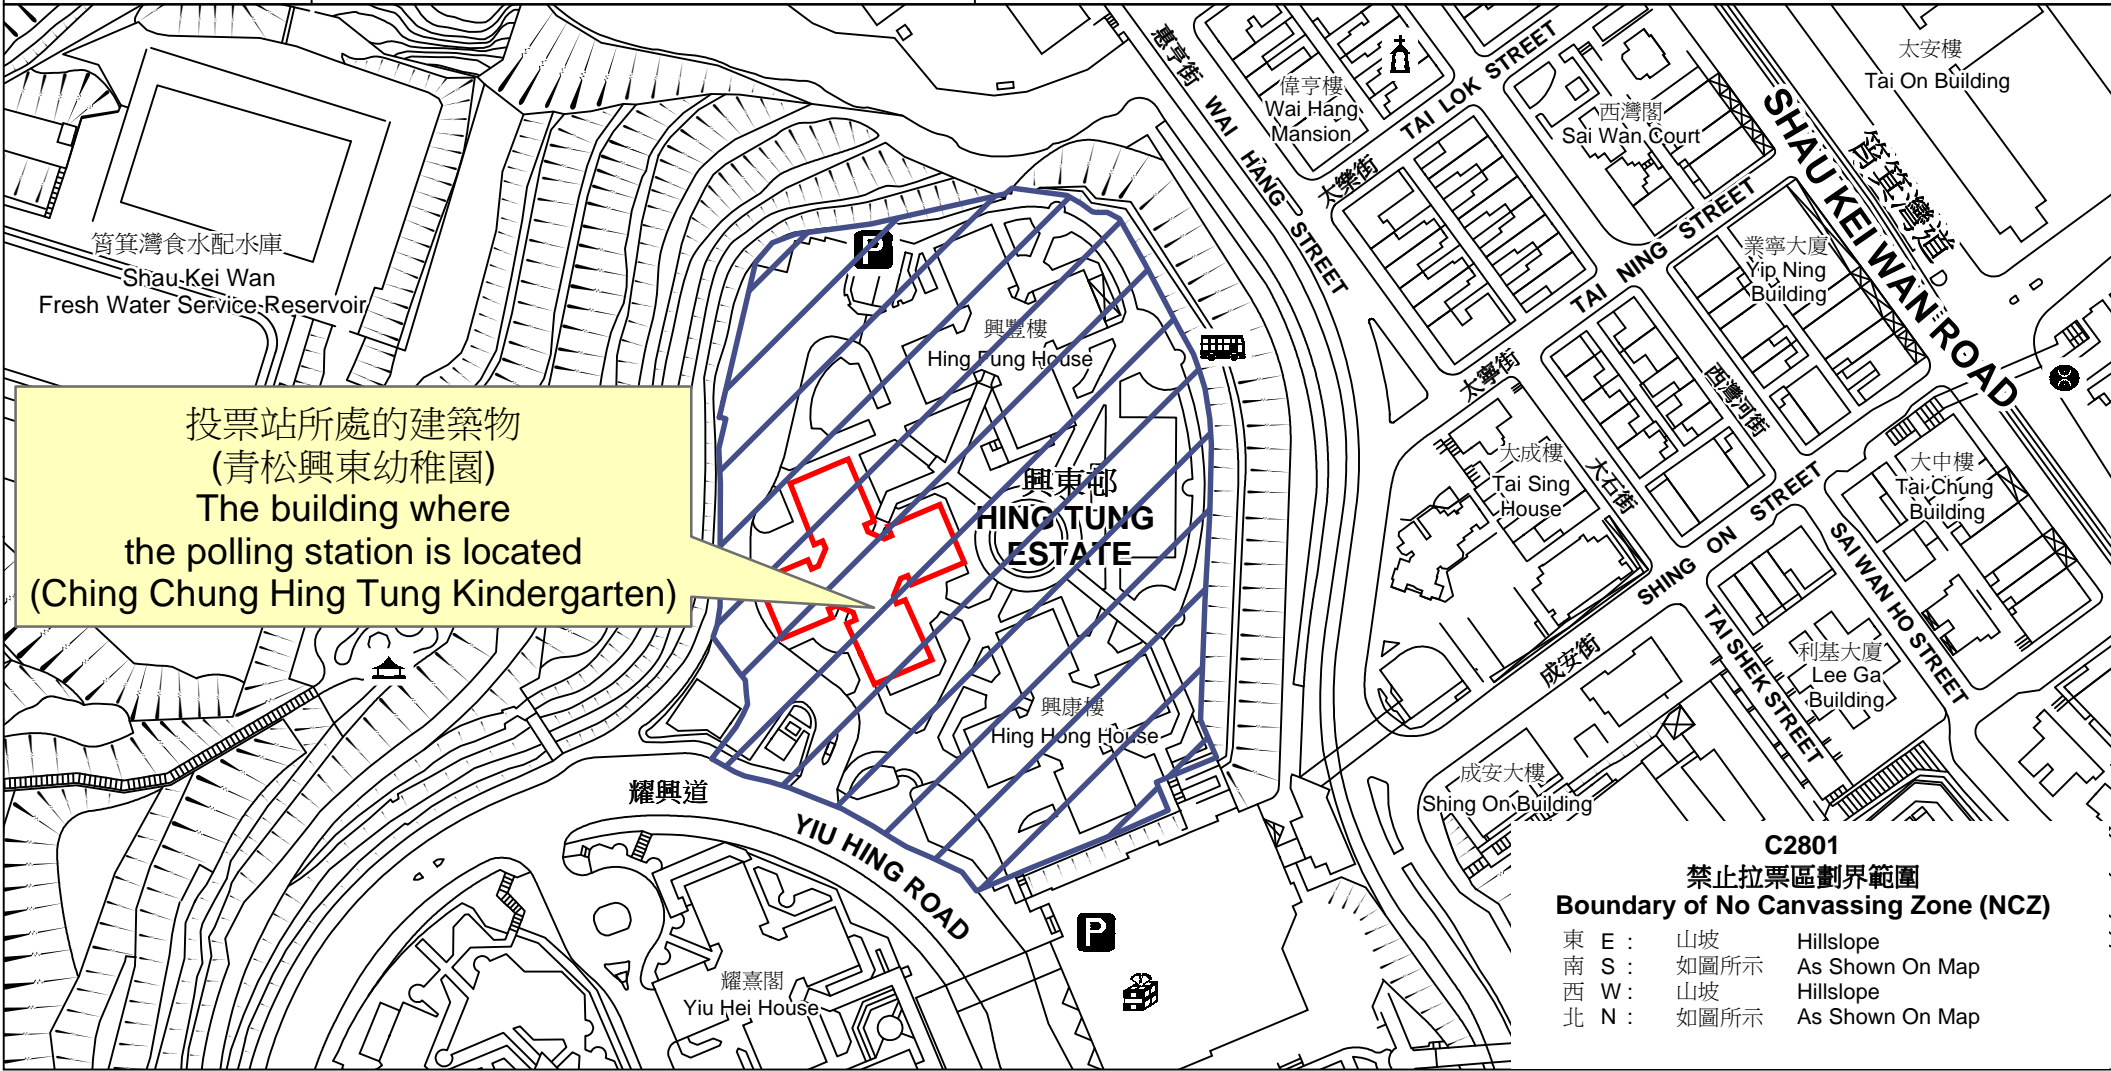 惠亨街 WAI HANG STREET
偉亨樓
Wai Hang
Mansion
太樂街 TAI LOK STREET
西灣閣
Sai Wan Court
太安樓
Tai On Building
SHAU KEI WAN ROAD
筲箕灣道
筲箕灣食水配水庫
Shau Kei Wan
Fresh Water Service Reservoir
P
興豐樓
Hing Fung House
太寧街
TAI NING STREET
業寧大廈
Yip Ning
Building
西灣河街
SAI WAN HO STREET
投票站所處的建築物
(青松興東幼稚園)
The building where
the polling station is located
(Ching Chung Hing Tung Kindergarten)
興東邨
HING TUNG
ESTATE
大成樓
Tai Sing
House
大石街
TAI SHEK STREET
大中樓
Tai Chung
Building
成安街
SHING ON STREET
利基大廈
Lee Ga
Building
興康樓
Hing Hong House
耀興道
YIU HING ROAD
成安大樓
Shing On Building
P
耀熹閣
Yiu Hei House
C2801
禁止拉票區劃界範圍
Boundary of No Canvassing Zone (NCZ)
東 E : 山坡 Hillslope
南 S : 如圖所示 As Shown On Map
西 W : 山坡 Hillslope
北 N : 如圖所示 As Shown On Map